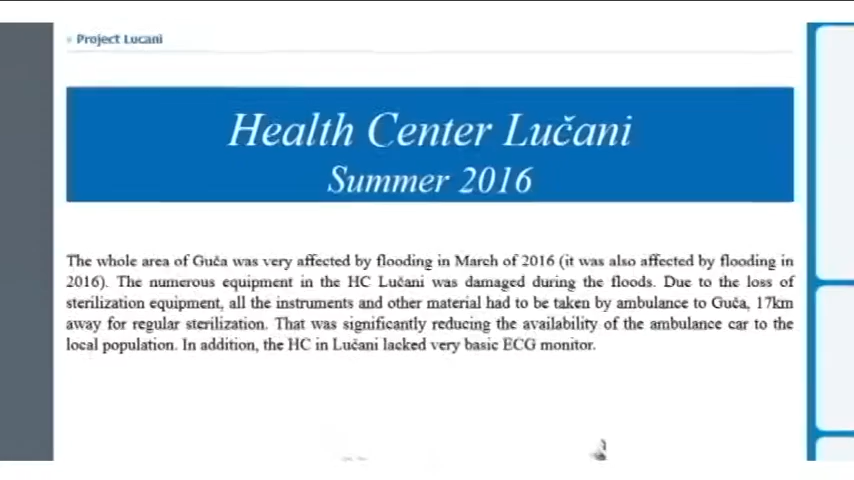 Project Lucani
Health Center Lučani
Summer 2016
The whole area of Guča was very affected by flooding in March of 2016 (it was also affected by flooding in
2016). The numerous equipment in the HC Lučani was damaged during the floods. Due to the loss of
sterilization equipment, all the instruments and other material had to be taken by ambulance to Guča, 17km
away for regular sterilization. That was significantly reducing the availability of the ambulance car to the
local population. In addition, the HC in Lučani lacked very basic ECG monitor.